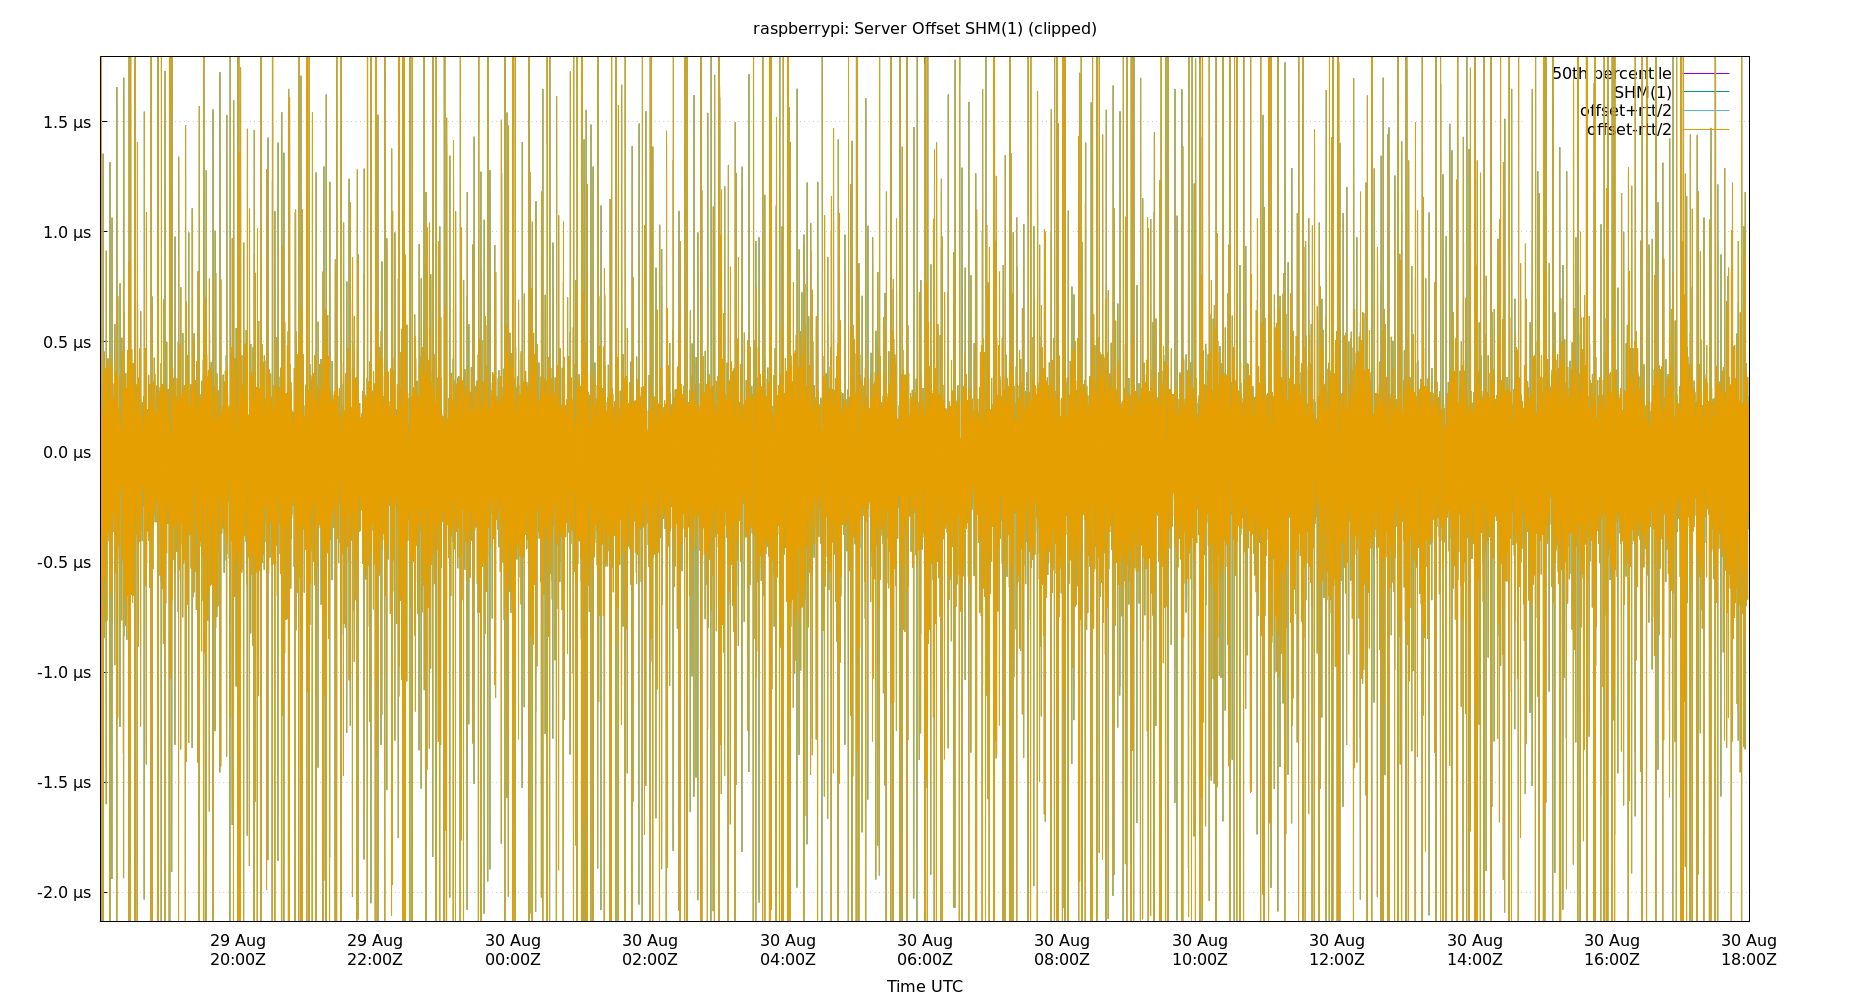 raspberrypi: Server Offset SHM(1) (clipped)
50th percentile
SHM(1)
offset+rtt/2
offset-rtt/2
1.5 µs
1.0 µs
0.5 µs
0.0 µs
-0.5 µs
-1.0 µs
-1.5 µs
-2.0 µs
29 Aug 29 Aug 30 Aug 30 Aug 30 Aug 30 Aug 30 Aug 30 Aug 30 Aug 30 Aug 30 Aug 30 Aug
20:00Z 22:00Z 00:00Z 02:00Z 04:00Z 06:00Z 08:00Z 10:00Z 12:00Z 14:00Z 16:00Z 18:00Z
Time UTC